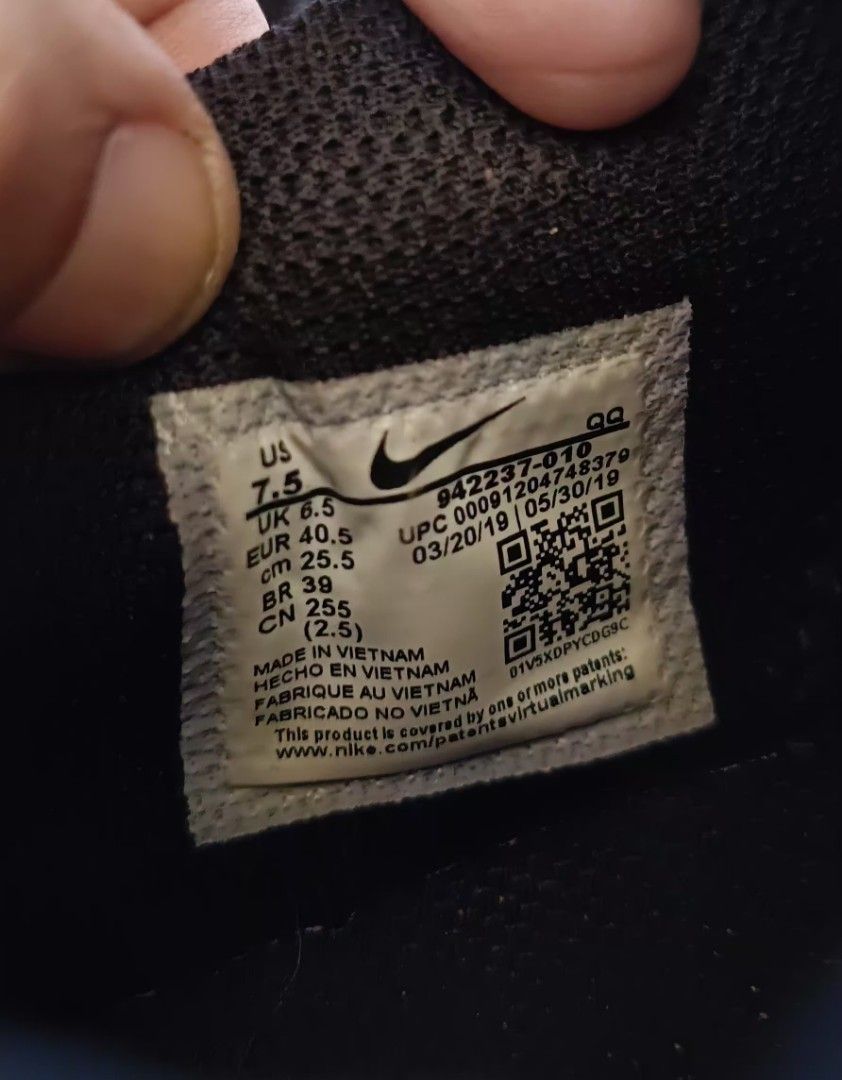 US
7.5
UK 6.5
EUR 40.5
cm 25.5
BR 39
CN 255
(2.5)
QQ
942237-010
UPC 00091204748379
03/20/19 | 05/30/19
01V5XDPYCDG9C
MADE IN VIETNAM
HECHO EN VIETNAM
FABRIQUE AU VIETNAM
FABRICADO NO VIETNÃ
This product is covered by one or more patents:
www.nike.com/patentsvirtualmarking